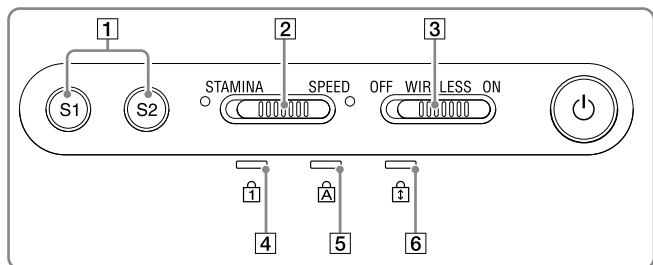 1 2 3
STAMINA SPEED OFF WIRELESS ON
S1 S2
1 A
4 5 6